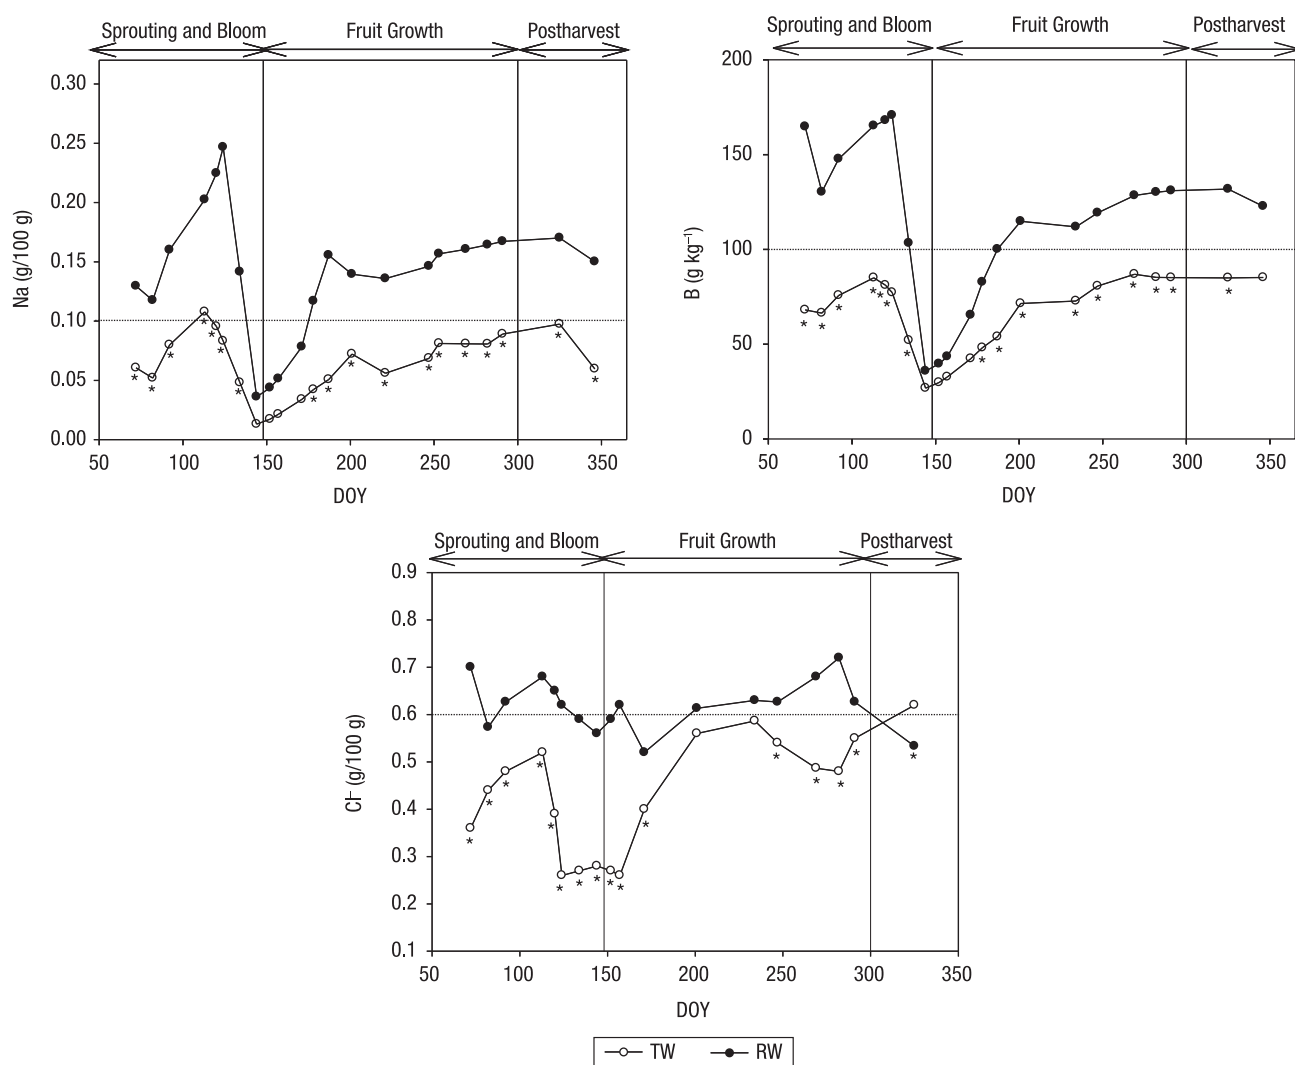 Sprouting and Bloom Fruit Growth Postharvest
0.30
0.25
0.20
0.15
0.10
0.05
0.00
Na (g/100 g)
50 100 150 200 250 300 350
DOY
Sprouting and Bloom Fruit Growth Postharvest
200
150
100
50
0
B (g kg⁻¹)
50 100 150 200 250 300 350
DOY
Sprouting and Bloom Fruit Growth Postharvest
0.9
0.8
0.7
0.6
0.5
0.4
0.3
0.2
0.1
Cl⁻ (g/100 g)
50 100 150 200 250 300 350
DOY
TW RW